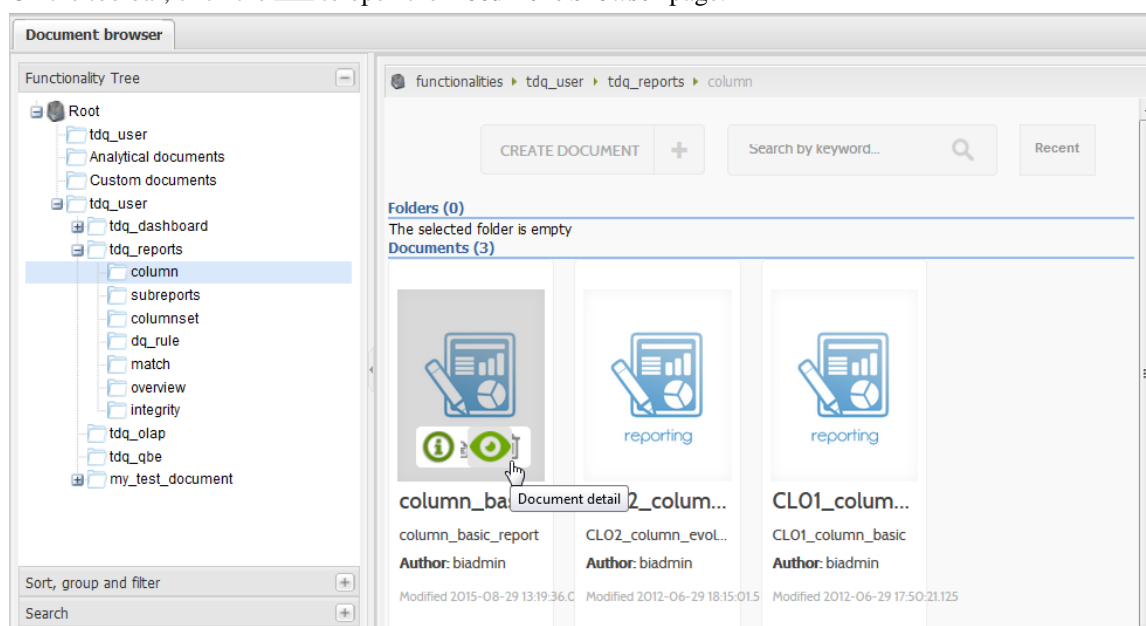 Document browser
Functionality Tree
Root
tdq_user
Analytical documents
Custom documents
tdq_user
tdq_dashboard
tdq_reports
column
subreports
columnset
dq_rule
match
overview
integrity
tdq_olap
tdq_qbe
my_test_document
Sort, group and filter
Search
functionalities tdq_user tdq_reports column
CREATE DOCUMENT + Search by keyword... Recent
Folders (0)
The selected folder is empty
Documents (3)
reporting reporting
Document detail
column_ba 2_colum... CLO1_colum...
column_basic_report CLO2_column_evol... CLO1_column_basic
Author: biadmin Author: biadmin Author: biadmin
Modified 2015-08-29 13:19:36.0 Modified 2012-06-29 18:15:01.5 Modified 2012-06-29 17:50:21.125